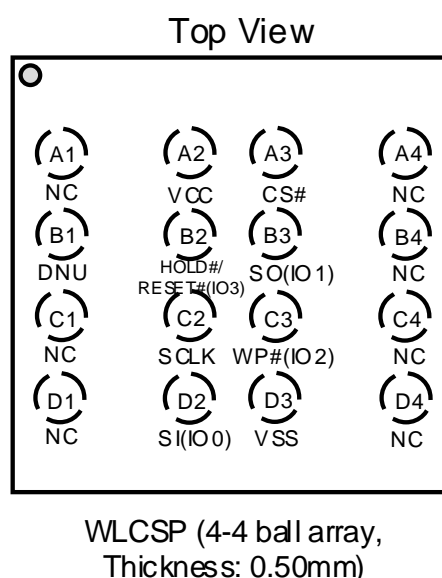 Top View
A1 A2 A3 A4
NC VCC CS# NC
B1 B2 B3 B4
DNU HOLD#/ SO(IO1) NC
RESET#(IO3)
C1 C2 C3 C4
NC SCLK WP#(IO2) NC
D1 D2 D3 D4
NC SI(IO0) VSS NC
WLCSP (4-4 ball array,
Thickness: 0.50mm)